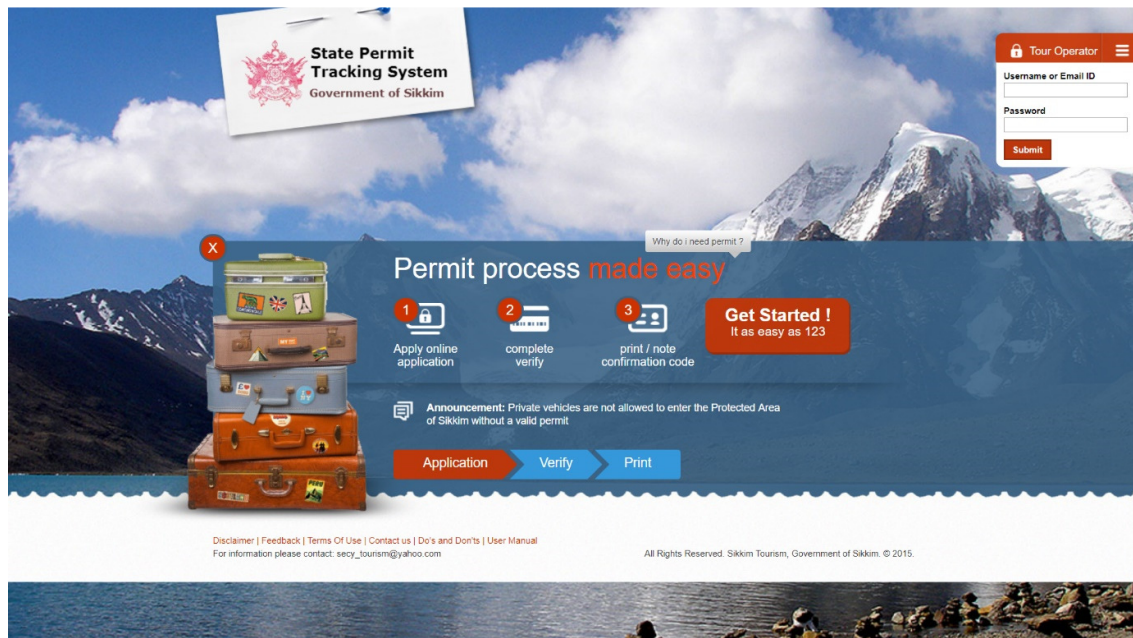 State Permit
Tracking System
Government of Sikkim
Tour Operator
Username or Email ID
Password
Submit
X
Why do i need permit ?
Permit process made easy
1
2
3
Apply online
application
complete
verify
print / note
confirmation code
Get Started !
It as easy as 123
Announcement: Private vehicles are not allowed to enter the Protected Area
of Sikkim without a valid permit
Application
Verify
Print
PERU
Disclaimer | Feedback | Terms Of Use | Contact us | Do's and Don'ts | User Manual
For information please contact: secy_tourism@yahoo.com
All Rights Reserved. Sikkim Tourism, Government of Sikkim. © 2015.